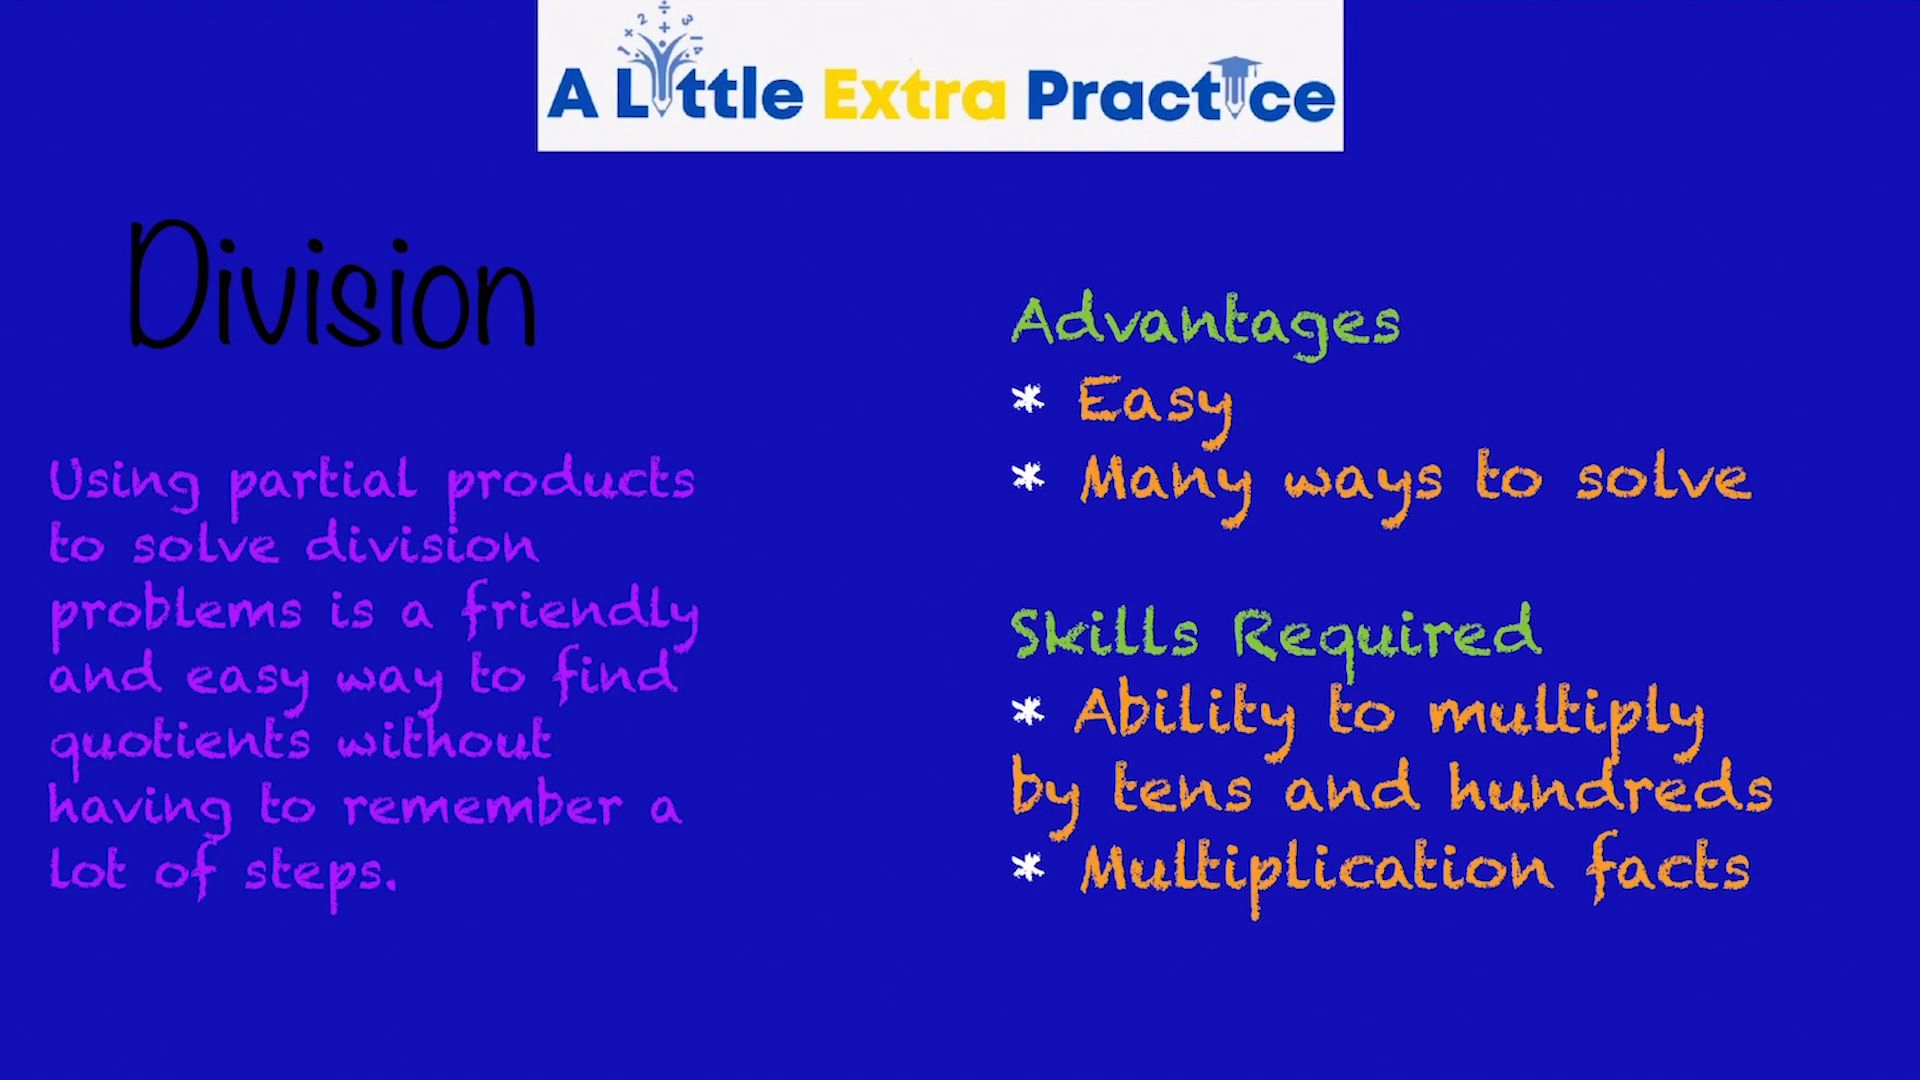 A Little Extra Practice
Division
Using partial products
to solve division
problems is a friendly
and easy way to find
quotients without
having to remember a
lot of steps.
Advantages
* Easy
* Many ways to solve
Skills Required
* Ability to multiply
by tens and hundreds
* Multiplication facts